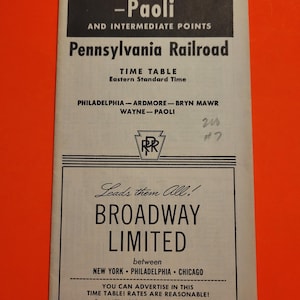 –Paoli
AND INTERMEDIATE POINTS
Pennsylvania Railroad
TIME TABLE
Eastern Standard Time
PHILADELPHIA—ARDMORE—BRYN MAWR
WAYNE—PAOLI
#7
PRR
Leads them All!
BROADWAY
LIMITED
between
NEW YORK • PHILADELPHIA • CHICAGO
YOU CAN ADVERTISE IN THIS
TIME TABLE! RATES ARE REASONABLE!